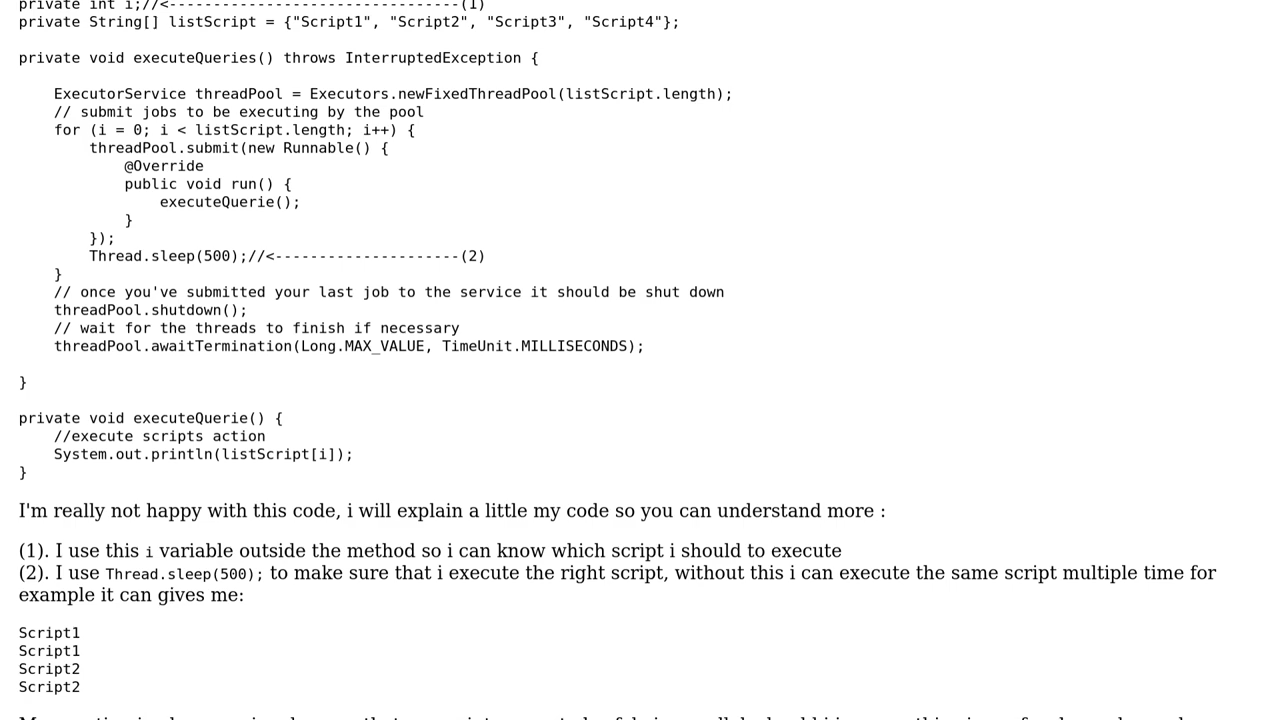 private int i;//<---------------------------------(1)
private String[] listScript = {"Script1", "Script2", "Script3", "Script4"};
private void executeQueries() throws InterruptedException {
ExecutorService threadPool = Executors.newFixedThreadPool(listScript.length);
// submit jobs to be executing by the pool
for (i = 0; i < listScript.length; i++) {
threadPool.submit(new Runnable() {
@Override
public void run() {
executeQuerie();
}
});
Thread.sleep(500);//<---------------------(2)
}
// once you've submitted your last job to the service it should be shut down
threadPool.shutdown();
// wait for the threads to finish if necessary
threadPool.awaitTermination(Long.MAX_VALUE, TimeUnit.MILLISECONDS);
}
private void executeQuerie() {
//execute scripts action
System.out.println(listScript[i]);
}
I'm really not happy with this code, i will explain a little my code so you can understand more :
(1). I use this i variable outside the method so i can know which script i should to execute
(2). I use Thread.sleep(500); to make sure that i execute the right script, without this i can execute the same script multiple time for
example it can gives me:
Script1
Script1
Script2
Script2